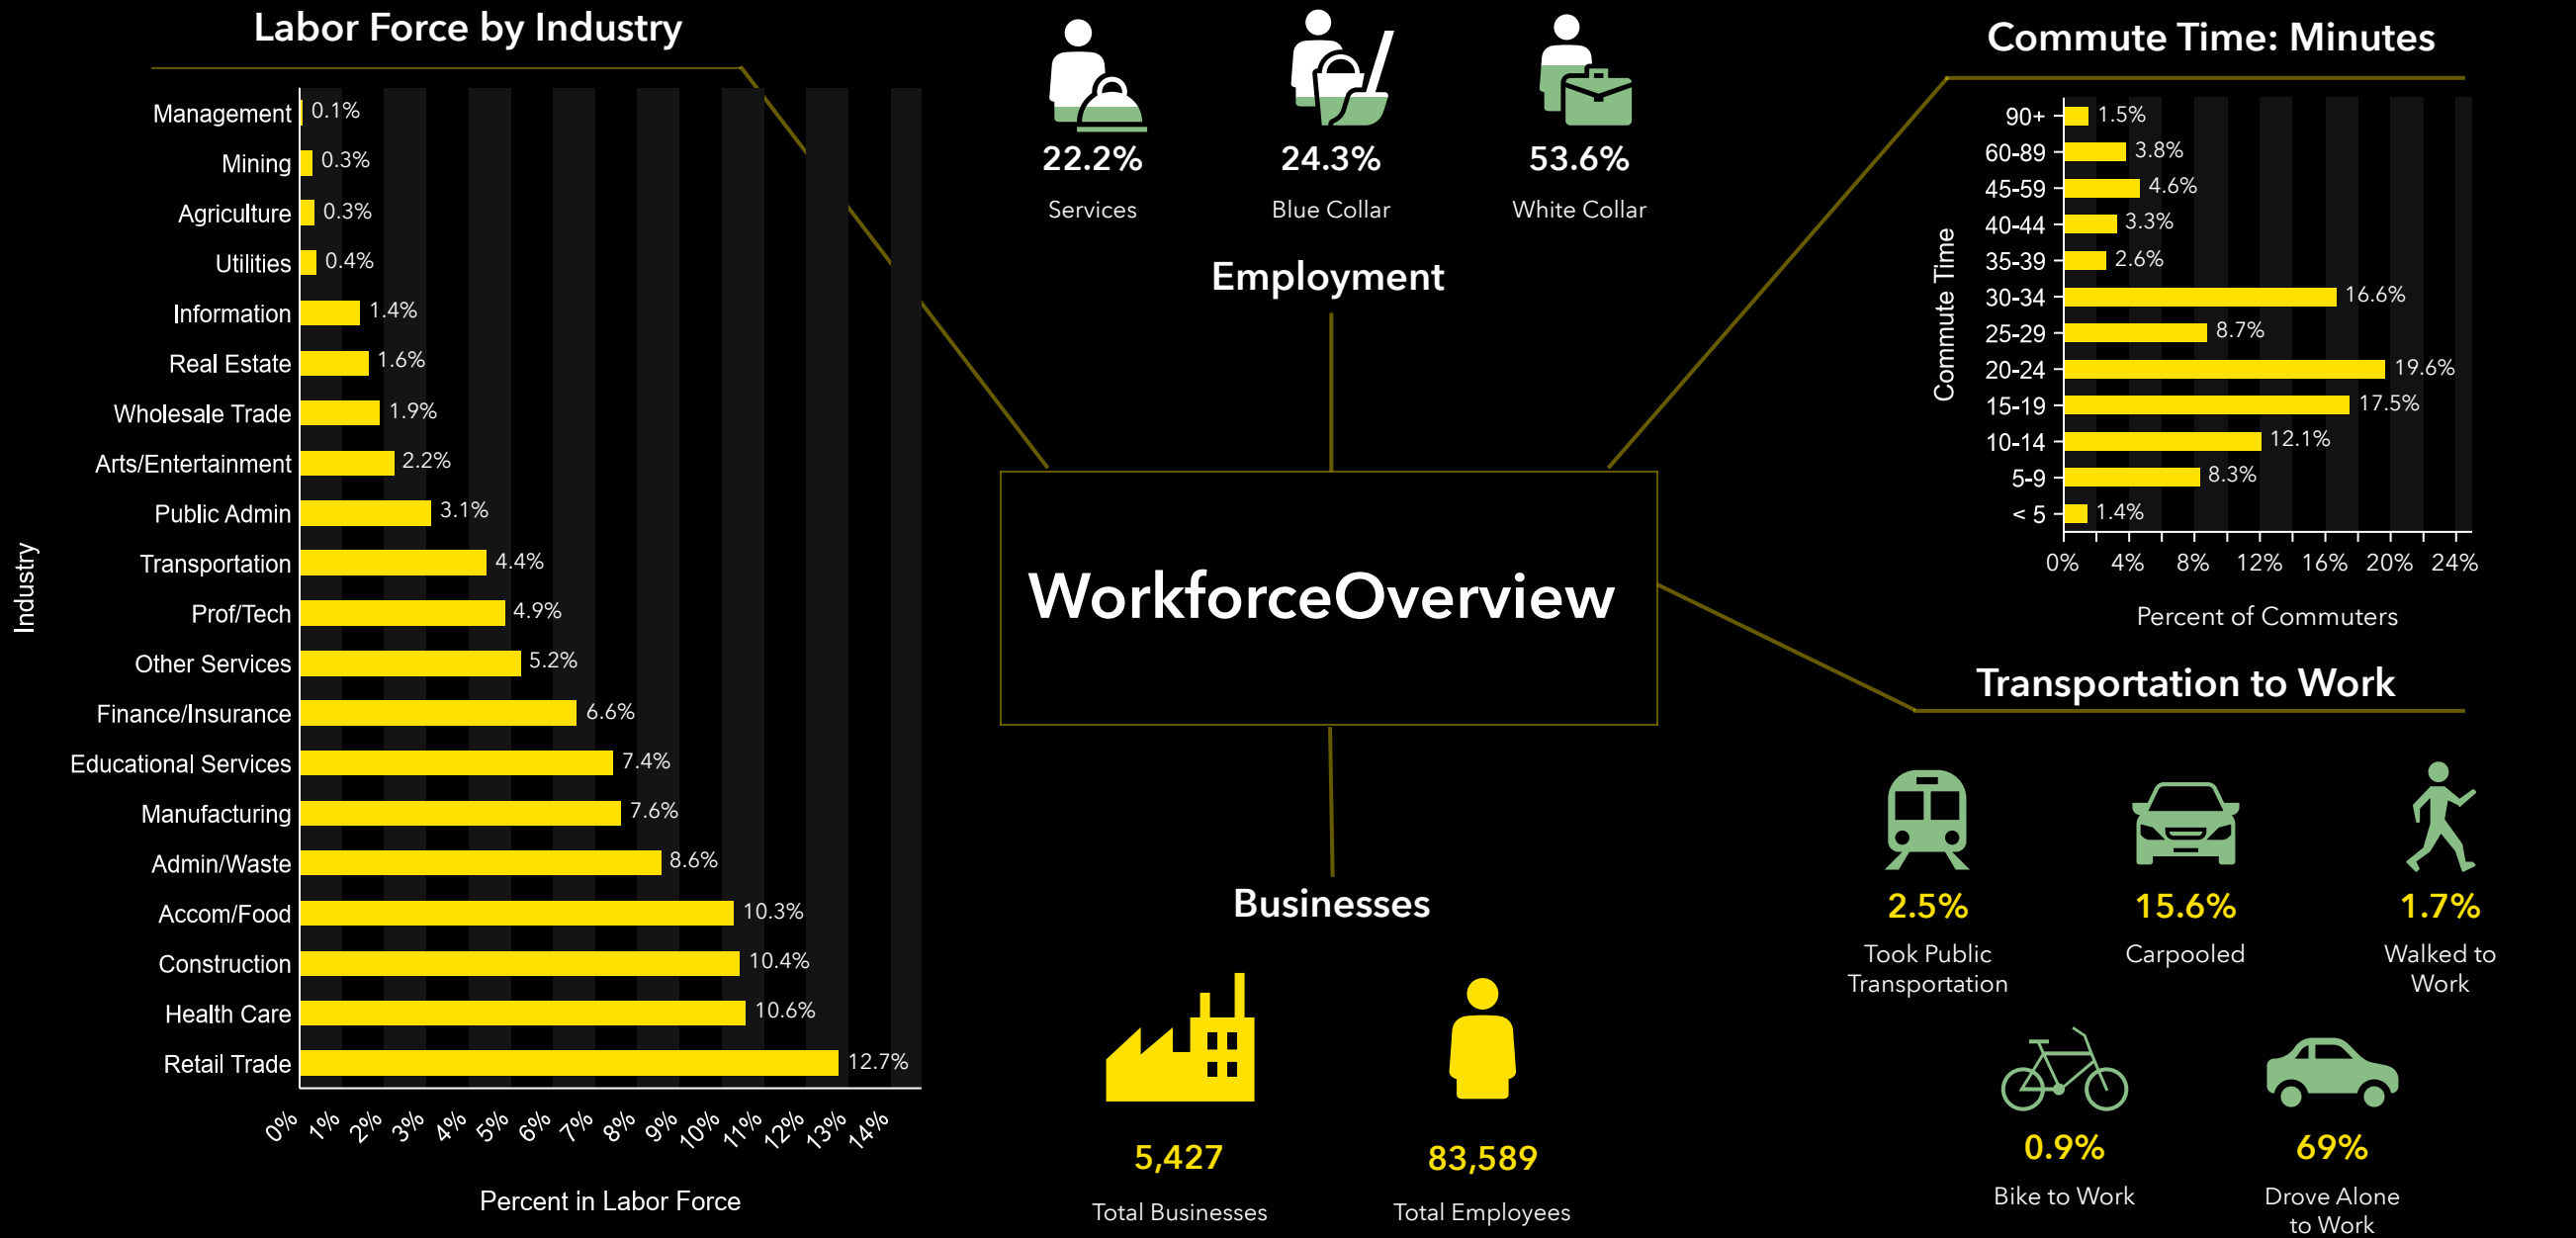 Labor Force by Industry
Industry
Management 0.1%
Mining 0.3%
Agriculture 0.3%
Utilities 0.4%
Information 1.4%
Real Estate 1.6%
Wholesale Trade 1.9%
Arts/Entertainment 2.2%
Public Admin 3.1%
Transportation 4.4%
Prof/Tech 4.9%
Other Services 5.2%
Finance/Insurance 6.6%
Educational Services 7.4%
Manufacturing 7.6%
Admin/Waste 8.6%
Accom/Food 10.3%
Construction 10.4%
Health Care 10.6%
Retail Trade 12.7%
0% 1% 2% 3% 4% 5% 6% 7% 8% 9% 10% 11% 12% 13% 14%
Percent in Labor Force
22.2% 24.3% 53.6%
Services Blue Collar White Collar
Employment
WorkforceOverview
Businesses
5,427 83,589
Total Businesses Total Employees
Commute Time: Minutes
Commute Time
90+ 1.5%
60-89 3.8%
45-59 4.6%
40-44 3.3%
35-39 2.6%
30-34 16.6%
25-29 8.7%
20-24 19.6%
15-19 17.5%
10-14 12.1%
5-9 8.3%
< 5 1.4%
0% 4% 8% 12% 16% 20% 24%
Percent of Commuters
Transportation to Work
2.5% 15.6% 1.7%
Took Public Carpooled Walked to
Transportation Work
0.9% 69%
Bike to Work Drove Alone
to Work